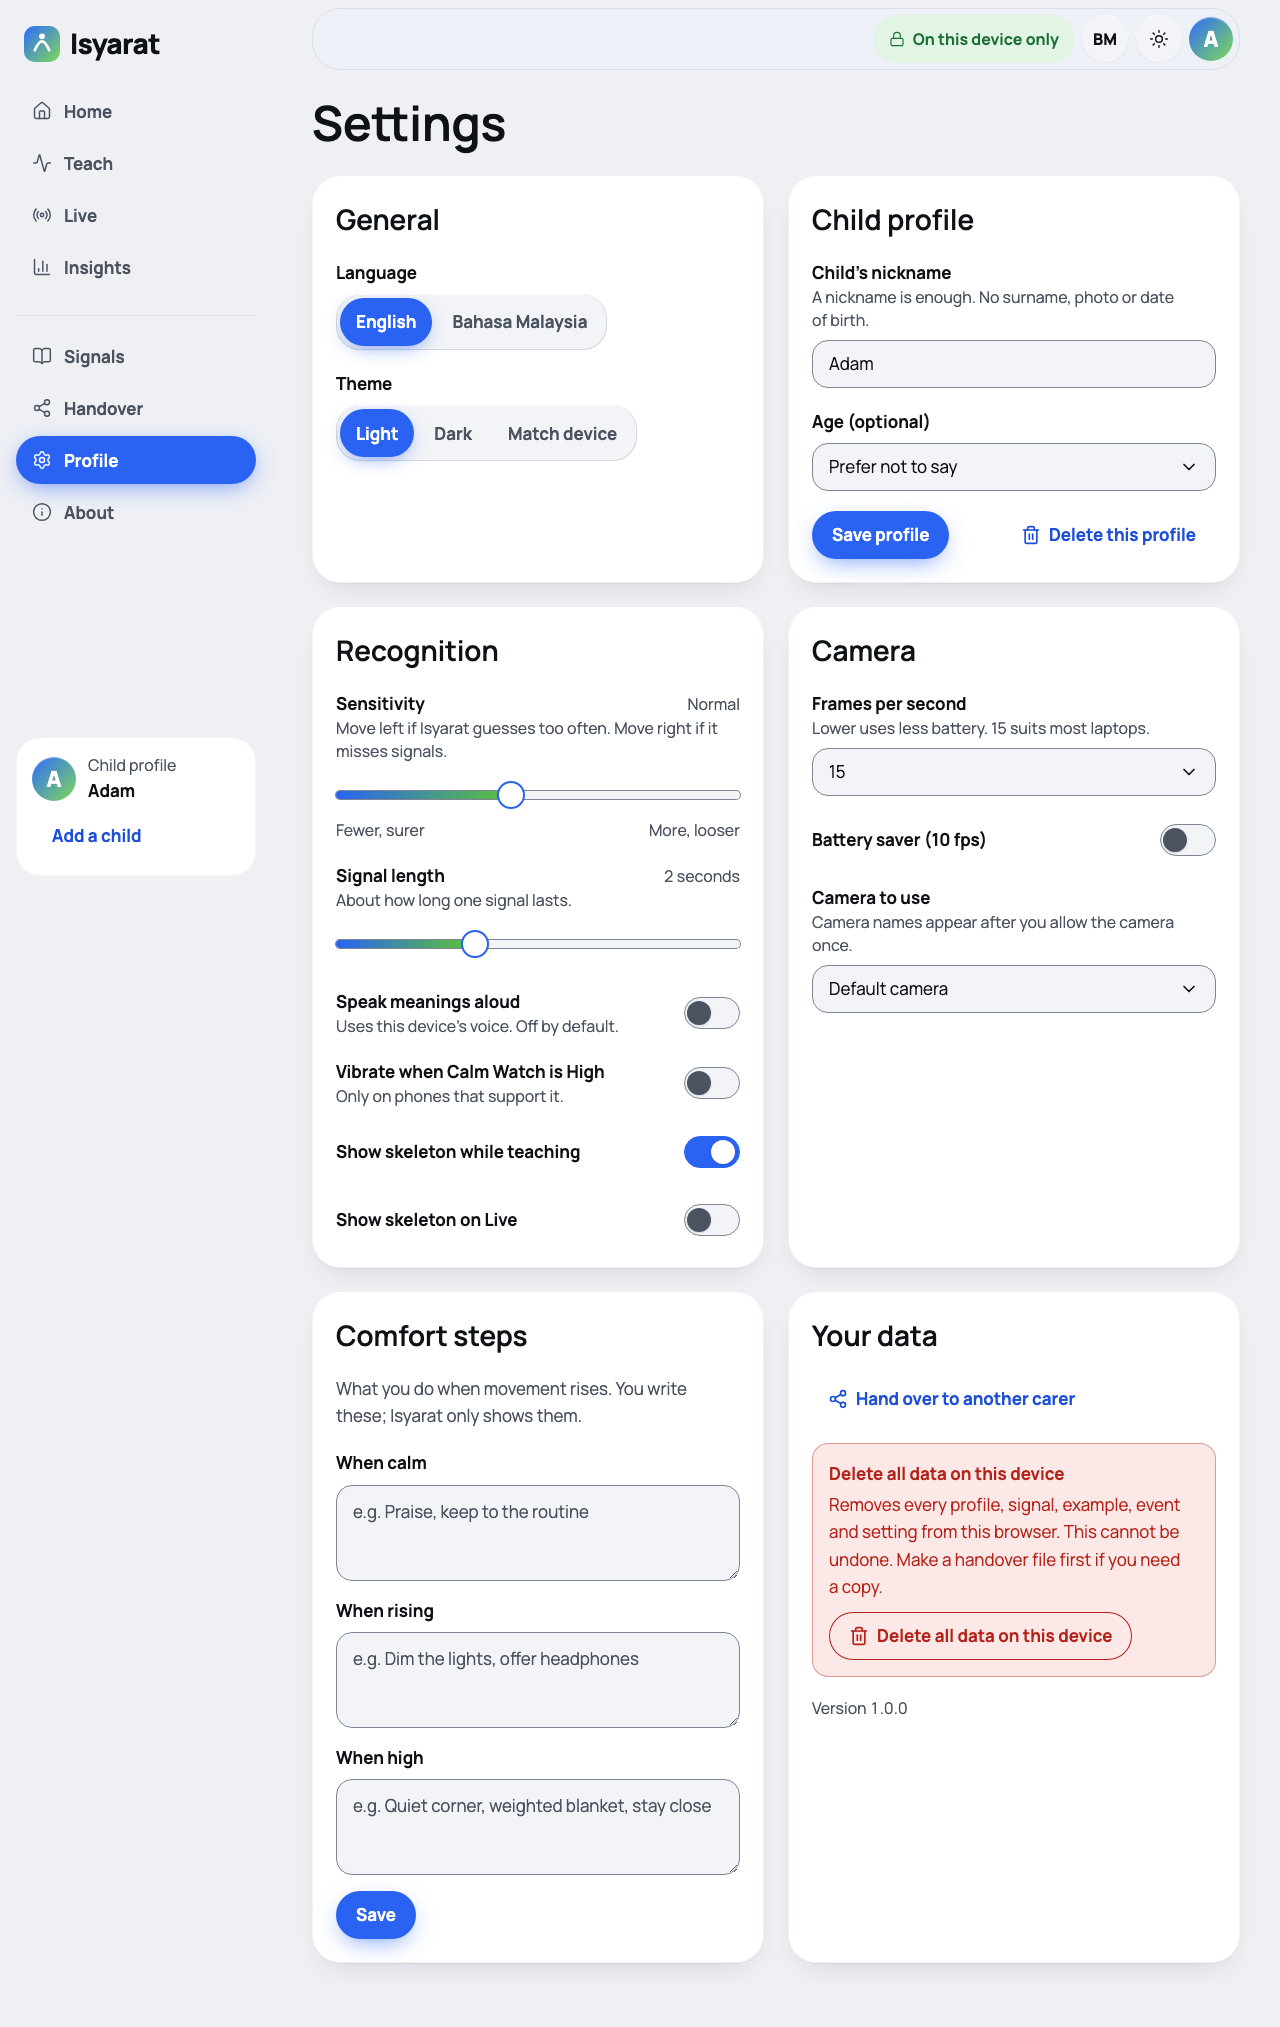 Isyarat
Home
Teach
Live
Insights
Signals
Handover
Profile
About
A
Child profile
Adam
Add a child
On this device only
BM
A
Settings
General
Language
English
Bahasa Malaysia
Theme
Light
Dark
Match device
Child profile
Child's nickname
A nickname is enough. No surname, photo or date
of birth.
Adam
Age (optional)
Prefer not to say
Save profile
Delete this profile
Recognition
Sensitivity
Normal
Move left if Isyarat guesses too often. Move right if it
misses signals.
Fewer, surer
More, looser
Signal length
2 seconds
About how long one signal lasts.
Speak meanings aloud
Uses this device's voice. Off by default.
Vibrate when Calm Watch is High
Only on phones that support it.
Show skeleton while teaching
Show skeleton on Live
Camera
Frames per second
Lower uses less battery. 15 suits most laptops.
15
Battery saver (10 fps)
Camera to use
Camera names appear after you allow the camera
once.
Default camera
Comfort steps
What you do when movement rises. You write
these; Isyarat only shows them.
When calm
e.g. Praise, keep to the routine
When rising
e.g. Dim the lights, offer headphones
When high
e.g. Quiet corner, weighted blanket, stay close
Save
Your data
Hand over to another carer
Delete all data on this device
Removes every profile, signal, example, event
and setting from this browser. This cannot be
undone. Make a handover file first if you need
a copy.
Delete all data on this device
Version 1.0.0